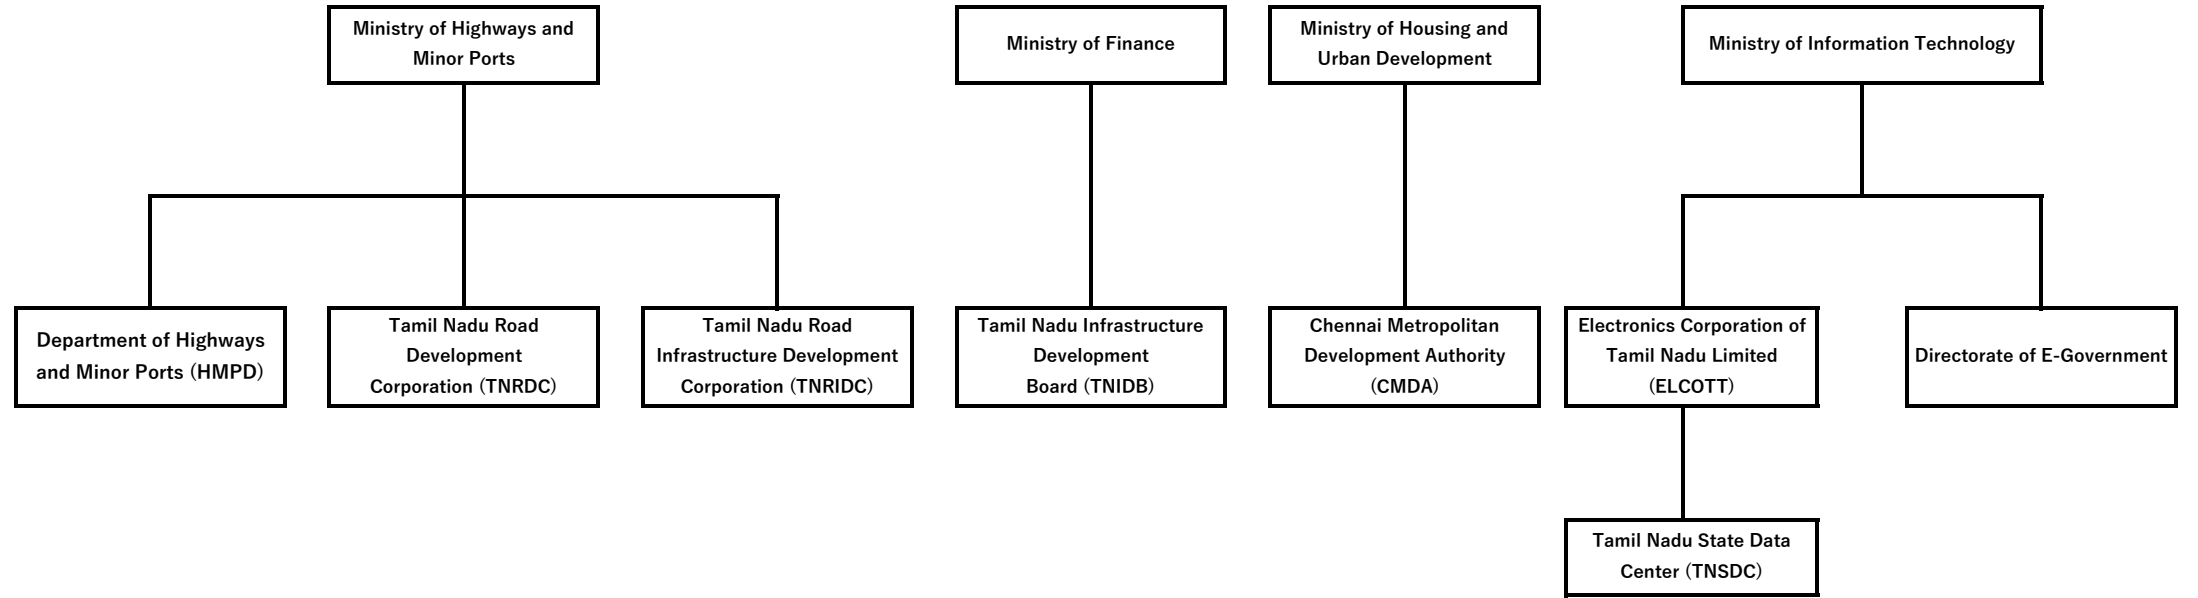 Ministry of Highways and
Minor Ports
Ministry of Finance
Ministry of Housing and
Urban Development
Ministry of Information Technology
Department of Highways
and Minor Ports (HMPD)
Tamil Nadu Road
Development
Corporation (TNRDC)
Tamil Nadu Road
Infrastructure Development
Corporation (TNRIDC)
Tamil Nadu Infrastructure
Development
Board (TNIDB)
Chennai Metropolitan
Development Authority
(CMDA)
Electronics Corporation of
Tamil Nadu Limited
(ELCOTT)
Directorate of E-Government
Tamil Nadu State Data
Center (TNSDC)